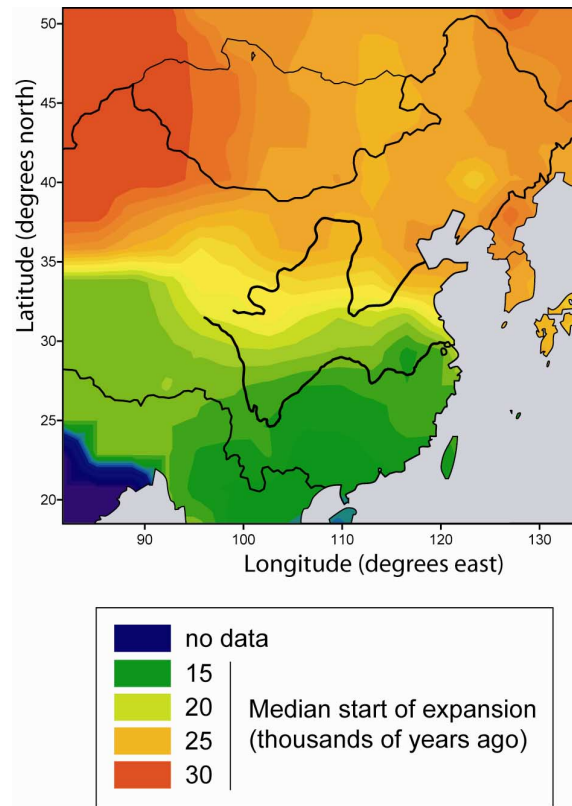 50
45
40
35
30
25
20
Latitude (degrees north)
90 100 110 120 130
Longitude (degrees east)
no data
15
20
25
30
Median start of expansion
(thousands of years ago)